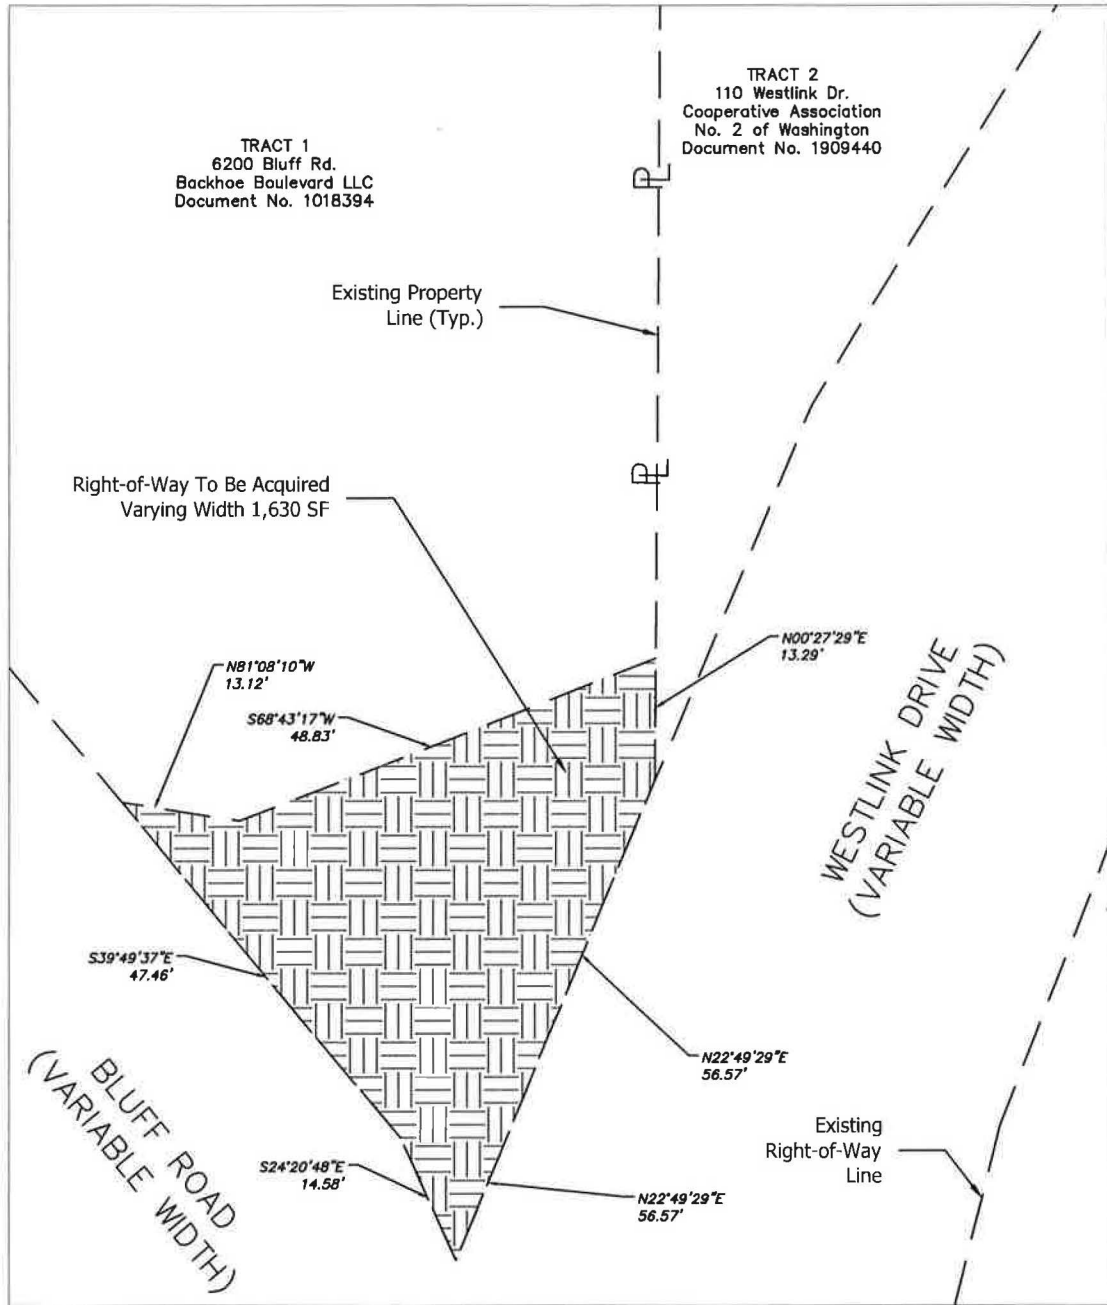 TRACT 1
6200 Bluff Rd.
Backhoe Boulevard LLC
Document No. 1018394
TRACT 2
110 Westlink Dr.
Cooperative Association
No. 2 of Washington
Document No. 1909440
PL
Existing Property
Line (Typ.)
PL
Right-of-Way To Be Acquired
Varying Width 1,630 SF
N00°27'29"E
13.29'
N81°08'10"W
13.12'
S68°43'17"W
48.83'
WESTLINK DRIVE
(VARIABLE WIDTH)
S39°49'37"E
47.46'
N22°49'29"E
56.57'
BLUFF ROAD
(VARIABLE WIDTH)
S24°20'48"E
14.58'
N22°49'29"E
56.57'
Existing
Right-of-Way
Line